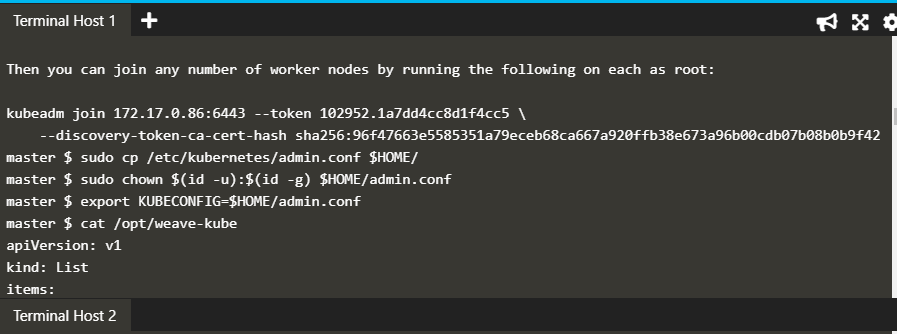 Terminal Host 1
Then you can join any number of worker nodes by running the following on each as root:
kubeadm join 172.17.0.86:6443 --token 102952.1a7dd4cc8d1f4cc5 \
--discovery-token-ca-cert-hash sha256:96f47663e5585351a79eceb68ca667a920ffb38e673a96b00cdb07b08b0b9f42
master $ sudo cp /etc/kubernetes/admin.conf $HOME/
master $ sudo chown $(id -u):$(id -g) $HOME/admin.conf
master $ export KUBECONFIG=$HOME/admin.conf
master $ cat /opt/weave-kube
apiVersion: v1
kind: List
items:
Terminal Host 2